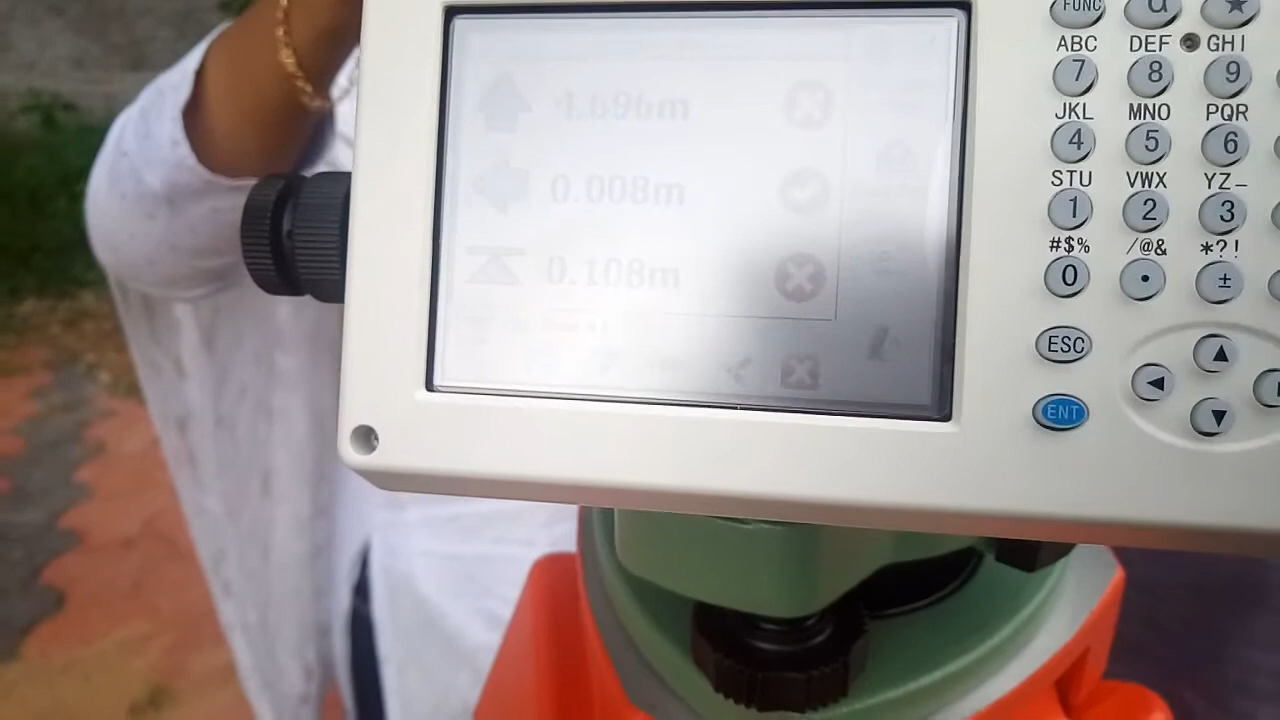 0.008m
0.108m
FUNC α ★
ABC DEF GHI
7 8 9
JKL MNO PQR
4 5 6
STU VWX YZ_
1 2 3
#$% /@& *?!
0 • ±
ESC
ENT